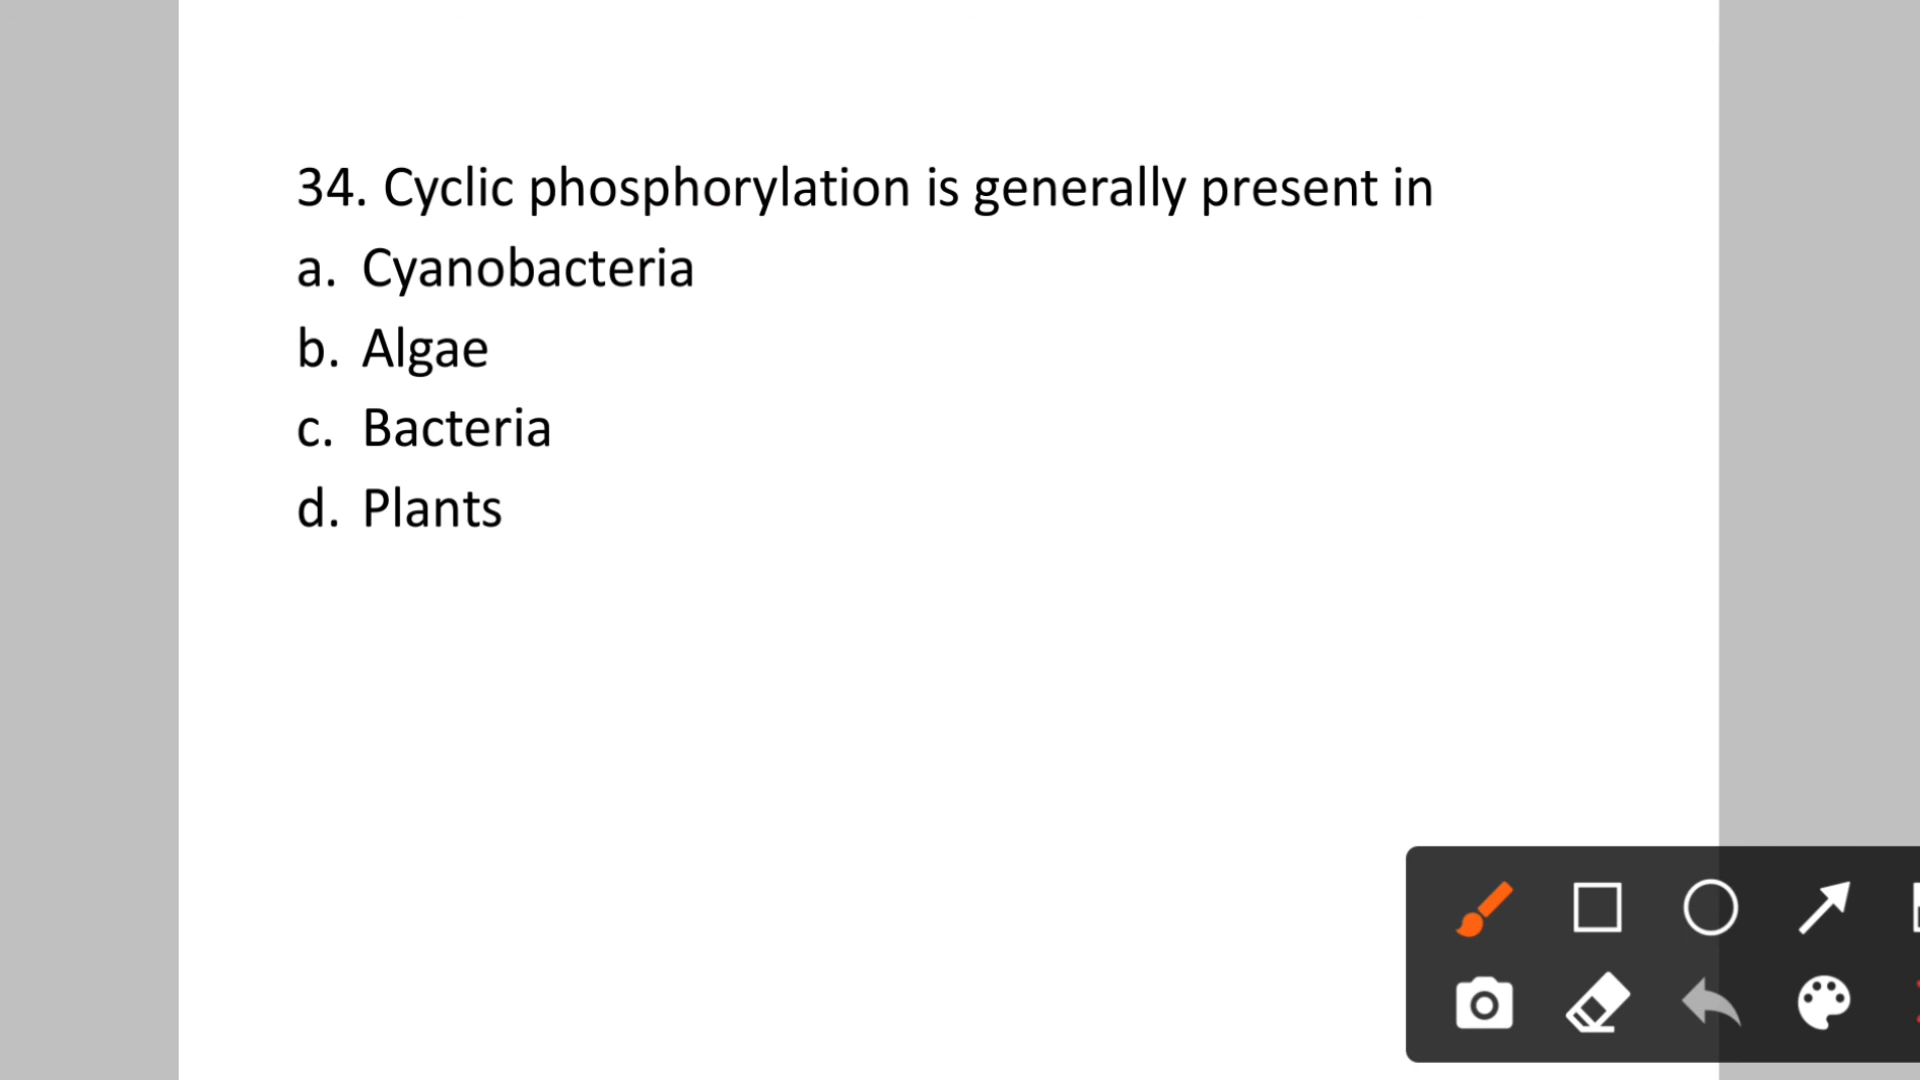 34. Cyclic phosphorylation is generally present in
a. Cyanobacteria
b. Algae
c. Bacteria
d. Plants